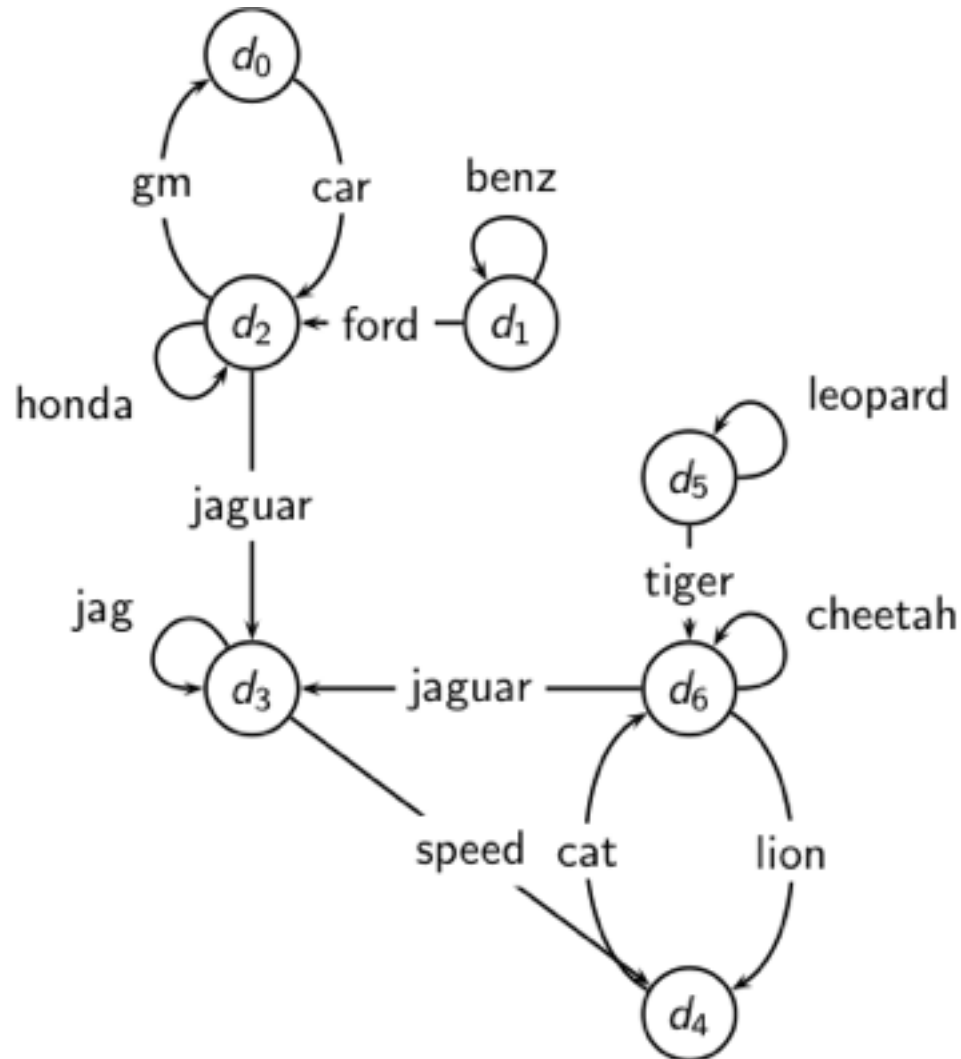 d0
gm
car
benz
d2
ford
d1
honda
leopard
d5
jaguar
tiger
jag
cheetah
d3
jaguar
d6
speed
cat
lion
d4